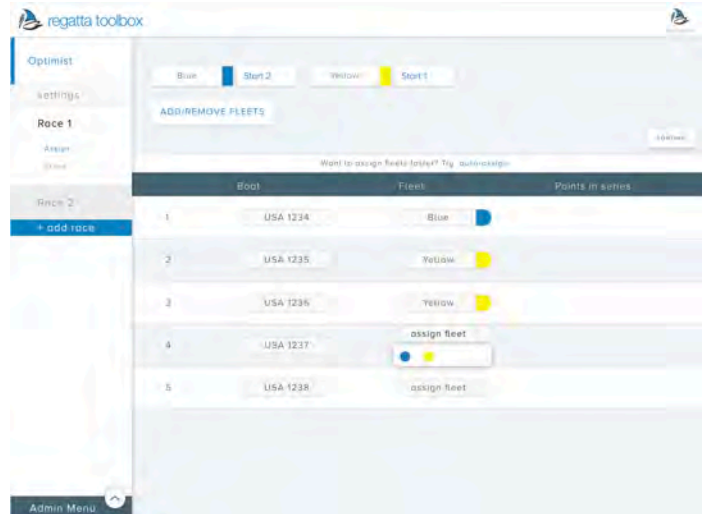 regatta toolbox
Optimist
settings
Race 1
Assign
Score
Race 2
+ add race
Admin Menu
Blue Start 2 Yellow Start 1
ADD/REMOVE FLEETS
Want to assign fleets faster? Try auto-assign
Boat Fleet Points in series
1 USA 1234 Blue
2 USA 1235 Yellow
3 USA 1236 Yellow
4 USA 1237 assign fleet
5 USA 1238 assign fleet